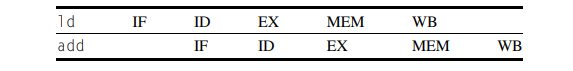 ld IF ID EX MEM WB
add IF ID EX MEM WB